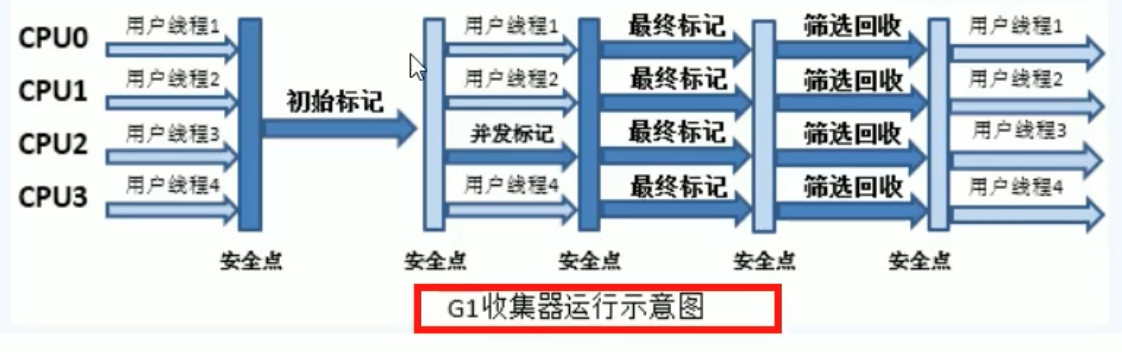 CPU0 用户线程1 用户线程1 最终标记 筛选回收 用户线程1
CPU1 用户线程2 初始标记 用户线程2 最终标记 筛选回收 用户线程2
CPU2 用户线程3 并发标记 最终标记 筛选回收 用户线程3
CPU3 用户线程4 用户线程4 最终标记 筛选回收 用户线程4
安全点 安全点 安全点 安全点 安全点
G1收集器运行示意图